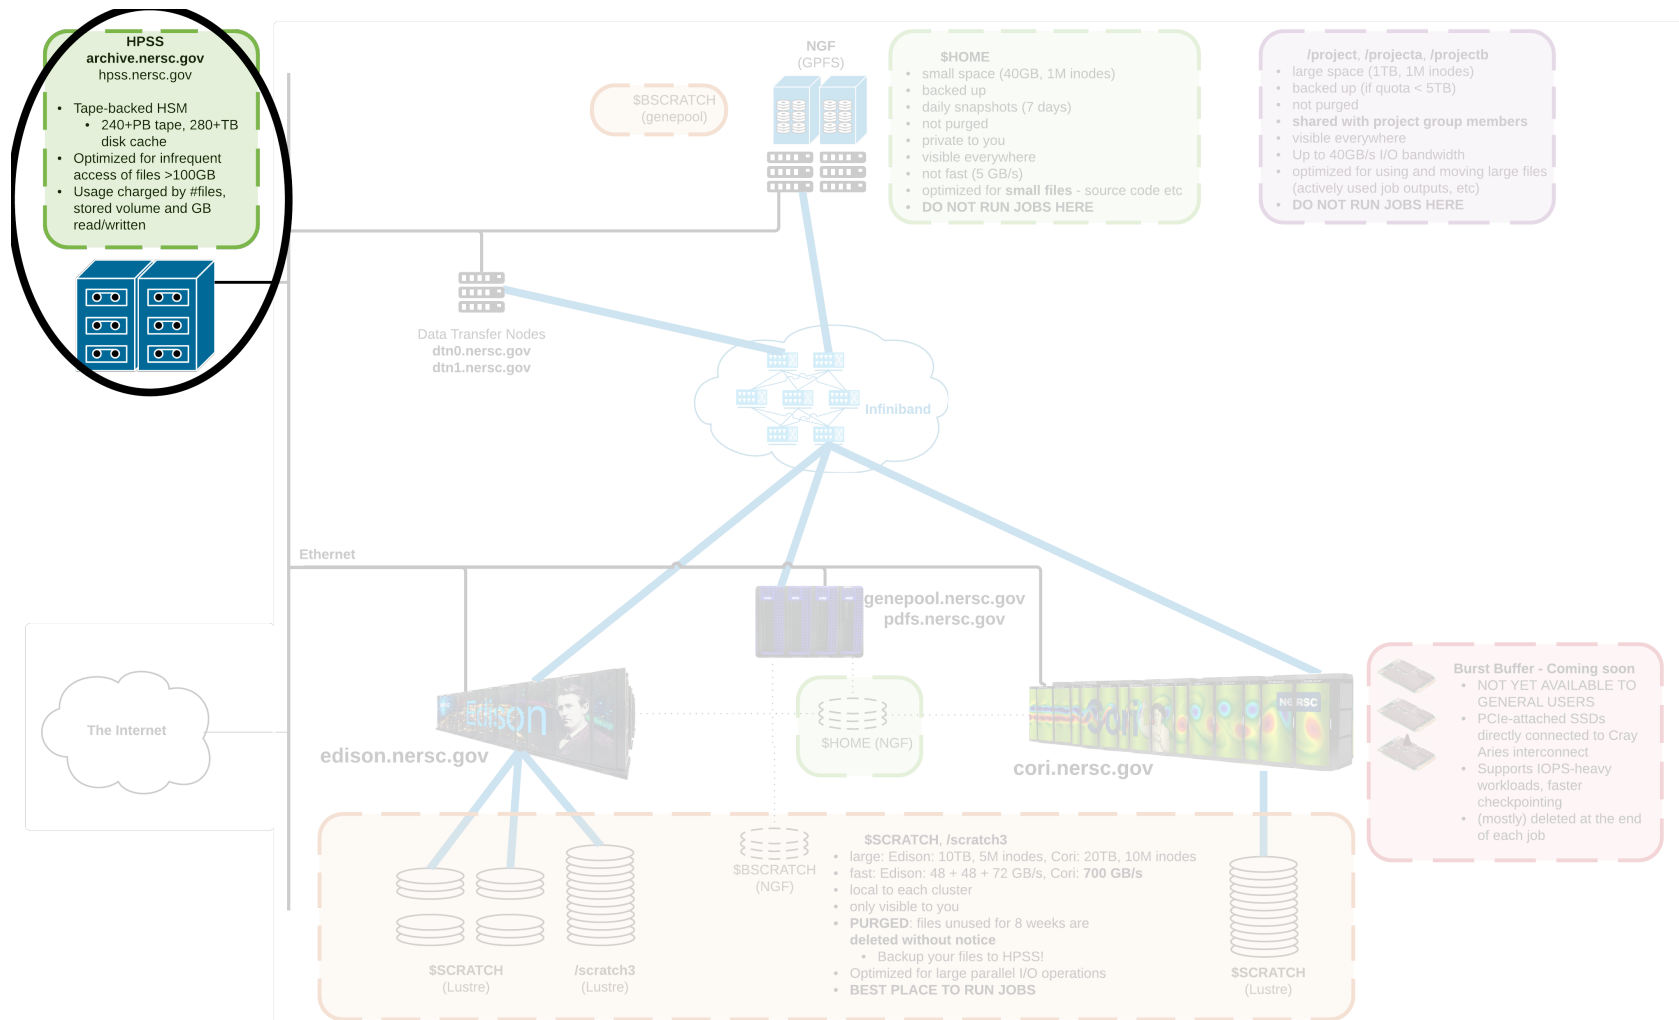 HPSS
archive.nersc.gov
hpss.nersc.gov
• Tape-backed HSM
• 240+PB tape, 280+TB
disk cache
• Optimized for infrequent
access of files >100GB
• Usage charged by #files,
stored volume and GB
read/written
$BSCRATCH
(genepool)
NGF
(GPFS)
$HOME
• small space (40GB, 1M inodes)
• backed up
• daily snapshots (7 days)
• not purged
• private to you
• visible everywhere
• not fast (5 GB/s)
• optimized for small files - source code etc
• DO NOT RUN JOBS HERE
/project, /projecta, /projectb
• large space (1TB, 1M inodes)
• backed up (if quota < 5TB)
• not purged
• shared with project group members
• visible everywhere
• Up to 40GB/s I/O bandwidth
• optimized for using and moving large files
(actively used job outputs, etc)
• DO NOT RUN JOBS HERE
Data Transfer Nodes
dtn0.nersc.gov
dtn1.nersc.gov
Infiniband
Ethernet
genepool.nersc.gov
pdfs.nersc.gov
The Internet
Edison
edison.nersc.gov
$HOME (NGF)
Cori
NERSC
cori.nersc.gov
Burst Buffer - Coming soon
• NOT YET AVAILABLE TO
GENERAL USERS
• PCIe-attached SSDs
directly connected to Cray
Aries interconnect
• Supports IOPS-heavy
workloads, faster
checkpointing
• (mostly) deleted at the end
of each job
$BSCRATCH
(NGF)
$SCRATCH, /scratch3
• large: Edison: 10TB, 5M inodes, Cori: 20TB, 10M inodes
• fast: Edison: 48 + 48 + 72 GB/s, Cori: 700 GB/s
• local to each cluster
• only visible to you
• PURGED: files unused for 8 weeks are
deleted without notice
• Backup your files to HPSS!
• Optimized for large parallel I/O operations
• BEST PLACE TO RUN JOBS
$SCRATCH
(Lustre)
/scratch3
(Lustre)
$SCRATCH
(Lustre)